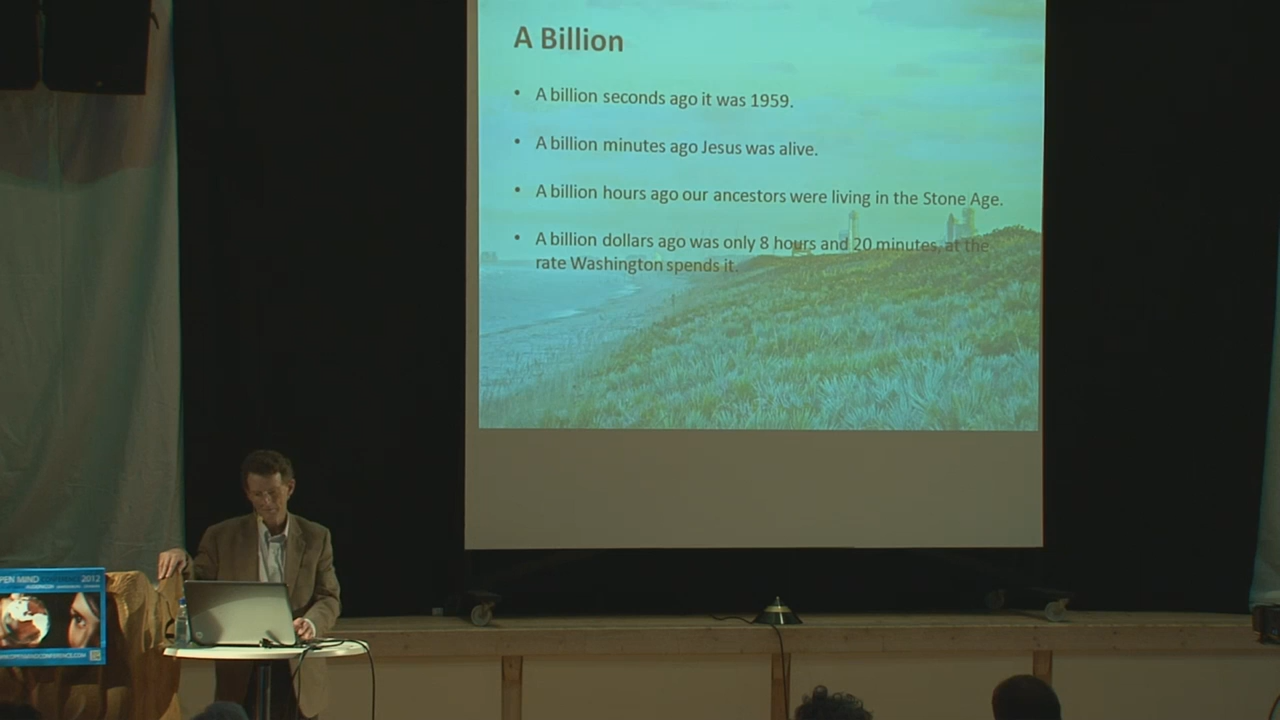 A Billion
• A billion seconds ago it was 1959.
• A billion minutes ago Jesus was alive.
• A billion hours ago our ancestors were living in the Stone Age.
• A billion dollars ago was only 8 hours and 20 minutes, at the
rate Washington spends it.
PEN MIND CONFERENCE 2012